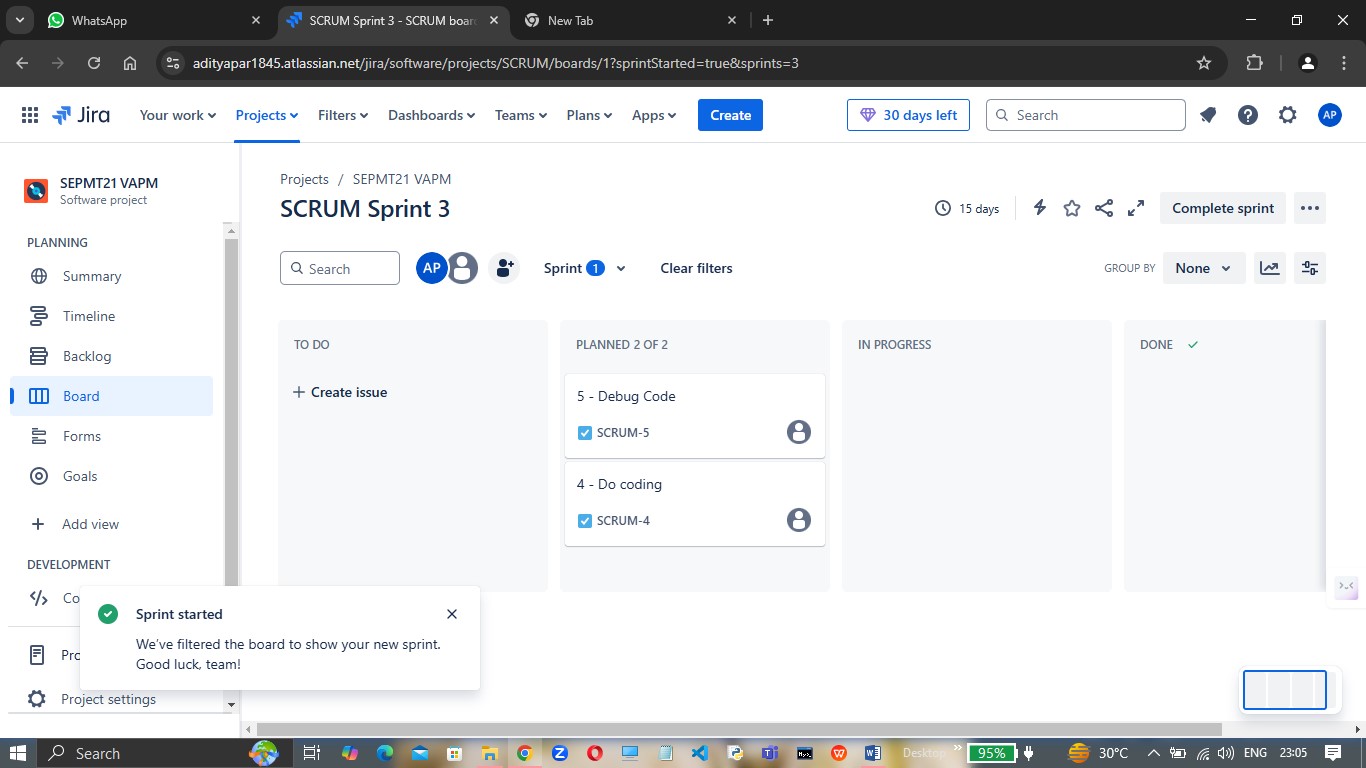 WhatsApp
SCRUM Sprint 3 - SCRUM boar
New Tab
adityapar1845.atlassian.net/jira/software/projects/SCRUM/boards/1?sprintStarted=true&sprints=3
Jira
Your work
Projects
Filters
Dashboards
Teams
Plans
Apps
Create
30 days left
Search
AP
SEPMT21 VAPM
Software project
PLANNING
Summary
Timeline
Backlog
Board
Forms
Goals
Add view
DEVELOPMENT
Co
Pro
Project settings
Projects / SEPMT21 VAPM
SCRUM Sprint 3
15 days
Complete sprint
Search
AP
Sprint 1
Clear filters
GROUP BY
None
TO DO
Create issue
PLANNED 2 OF 2
5 - Debug Code
SCRUM-5
4 - Do coding
SCRUM-4
IN PROGRESS
DONE
Sprint started
We've filtered the board to show your new sprint.
Good luck, team!
Search
Desktop
95%
30°C
ENG
23:05